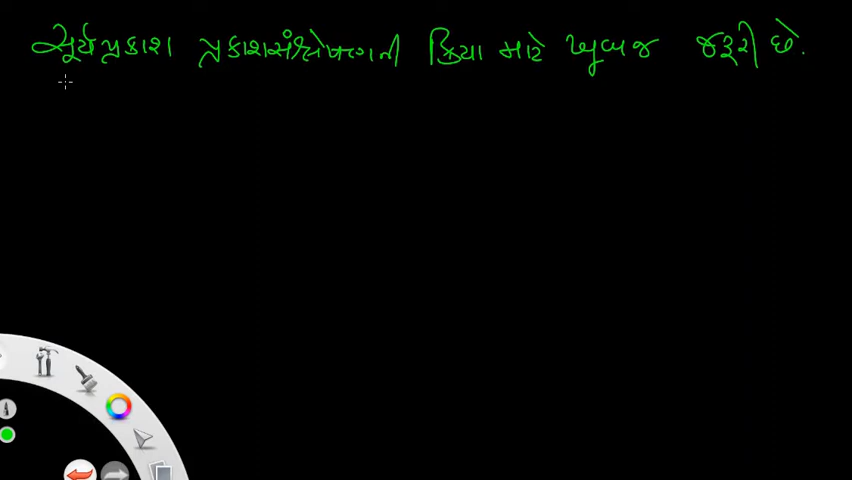 સૂર્યપ્રકાશ પ્રકાશસંશ્લેષણની ક્રિયા માટે ખુબજ જરૂરી છે.